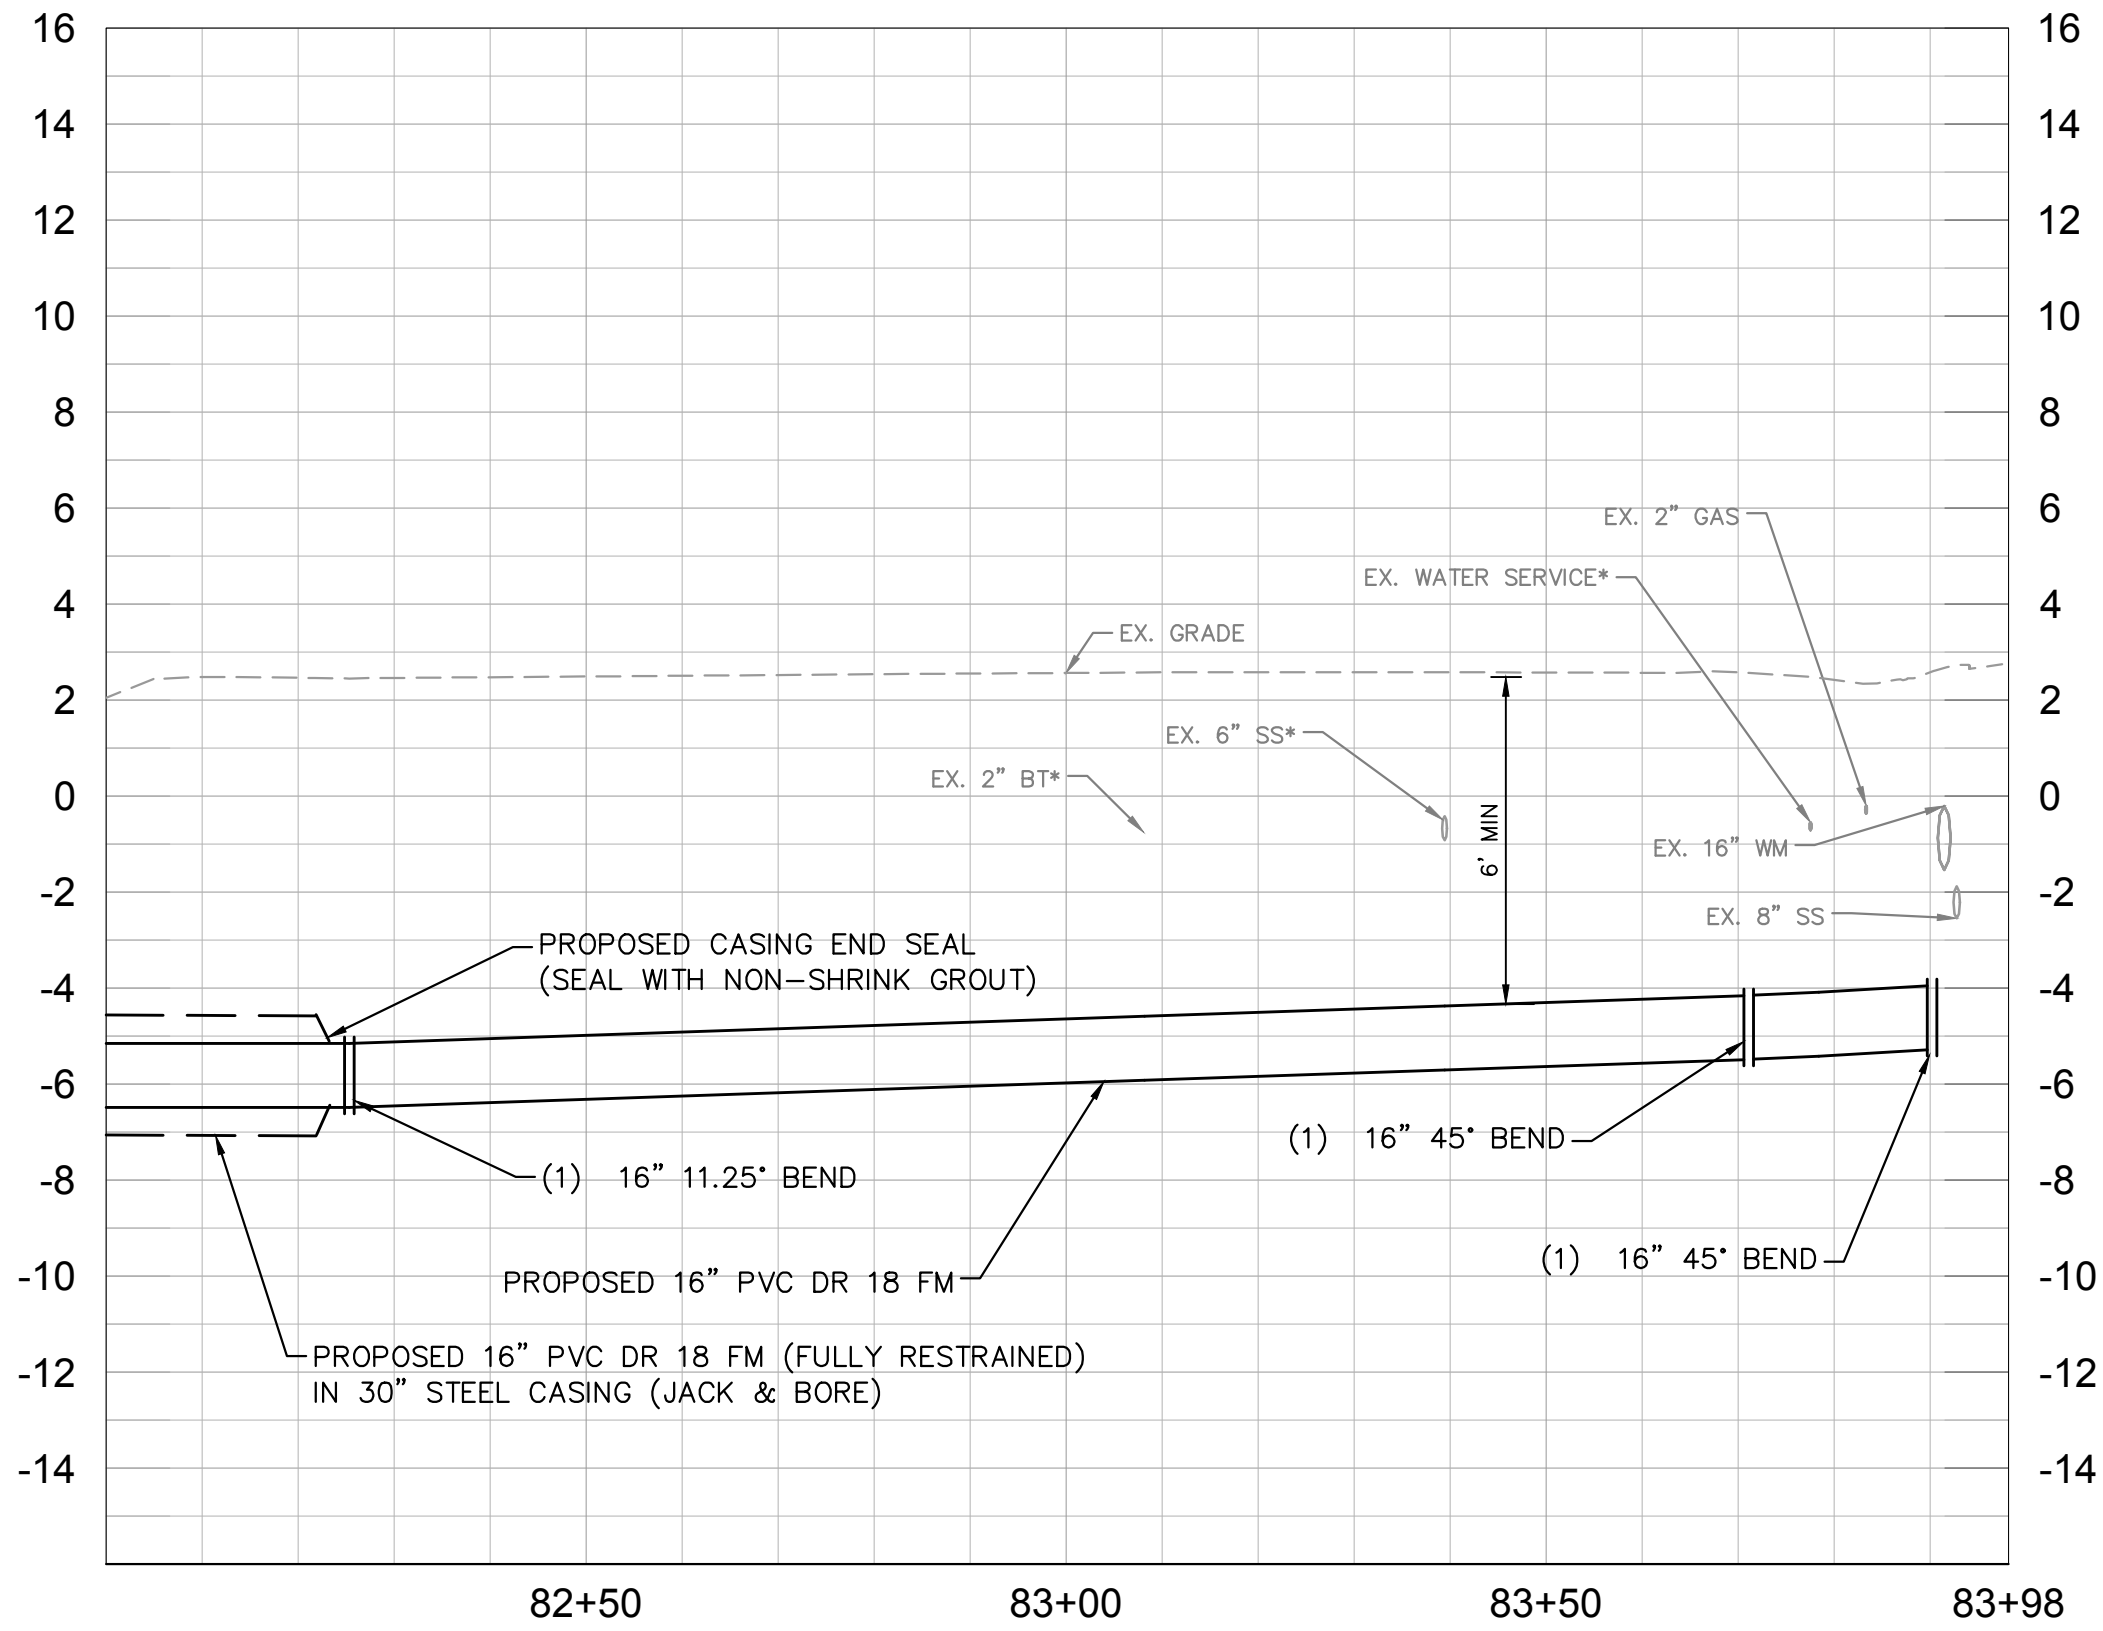 16 16
14 14
12 12
10 10
8 8
6 6
EX. 2" GAS
EX. WATER SERVICE*
4 4
EX. GRADE
2 2
EX. 6" SS*
EX. 2" BT*
0 0
6' MIN
EX. 16" WM
-2 -2
EX. 8" SS
PROPOSED CASING END SEAL
(SEAL WITH NON-SHRINK GROUT)
-4 -4
-6 -6
(1) 16" 45° BEND
(1) 16" 11.25° BEND
-8 -8
(1) 16" 45° BEND
-10 -10
PROPOSED 16" PVC DR 18 FM
PROPOSED 16" PVC DR 18 FM (FULLY RESTRAINED)
IN 30" STEEL CASING (JACK & BORE)
-12 -12
-14 -14
82+50 83+00 83+50 83+98